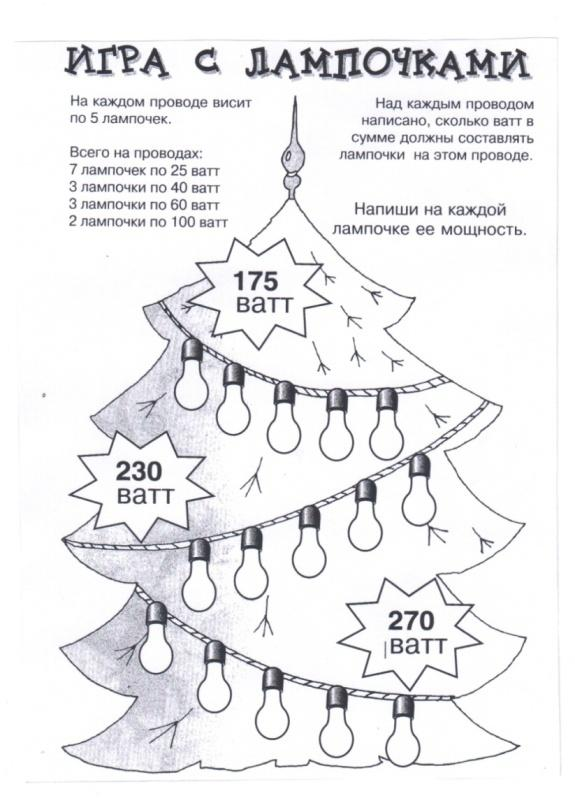 ИГРА С ЛАМПОЧКАМИ
На каждом проводе висит
по 5 лампочек.
Всего на проводах:
7 лампочек по 25 ватт
3 лампочки по 40 ватт
3 лампочки по 60 ватт
2 лампочки по 100 ватт
Над каждым проводом
написано, сколько ватт в
сумме должны составлять
лампочки на этом проводе.
Напиши на каждой
лампочке ее мощность.
175
ватт
230
ватт
270
ватт